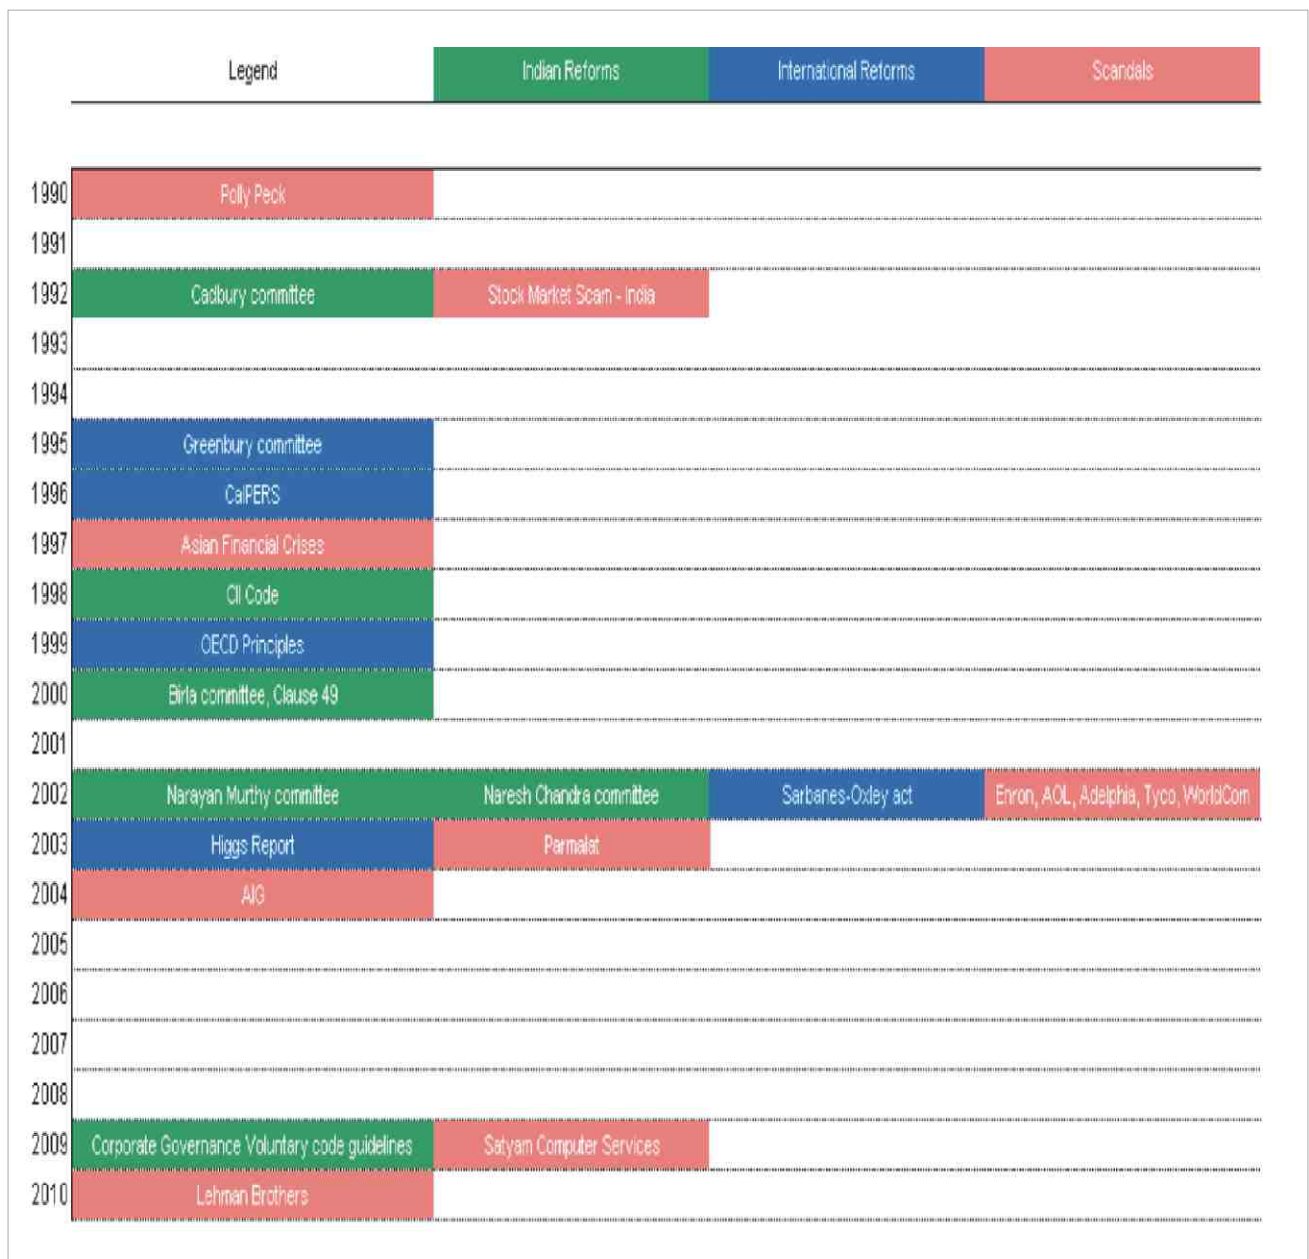 Legend Indian Reforms International Reforms Scandals
1990 Polly Peck
1991
1992 Cadbury committee Stock Market Scam - India
1993
1994
1995 Greenbury committee
1996 CalPERS
1997 Asian Financial Crises
1998 CII Code
1999 OECD Principles
2000 Birla committee, Clause 49
2001
2002 Narayan Murthy committee Naresh Chandra committee Sarbanes-Oxley act Enron, AOL, Adelphia, Tyco, WorldCom
2003 Higgs Report Parmalat
2004 AIG
2005
2006
2007
2008
2009 Corporate Governance Voluntary code guidelines Satyam Computer Services
2010 Lehman Brothers